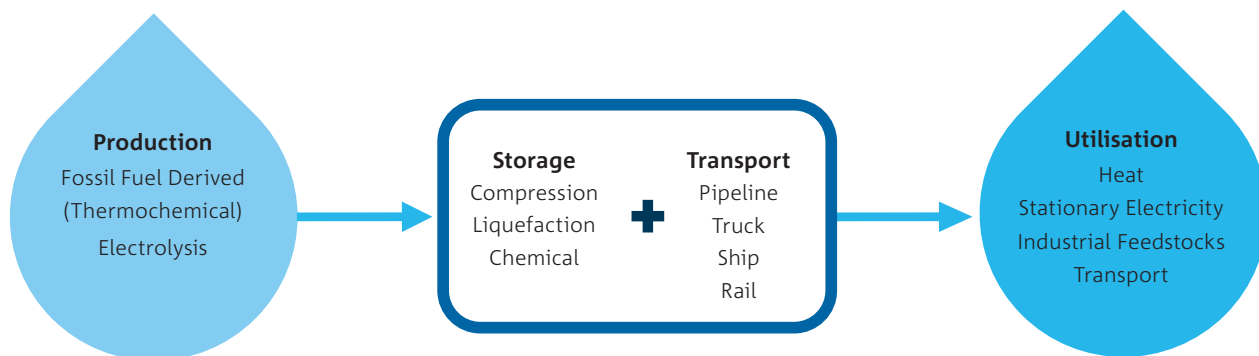 Production
Fossil Fuel Derived
(Thermochemical)
Electrolysis
Storage
Compression
Liquefaction
Chemical
Transport
Pipeline
Truck
Ship
Rail
Utilisation
Heat
Stationary Electricity
Industrial Feedstocks
Transport